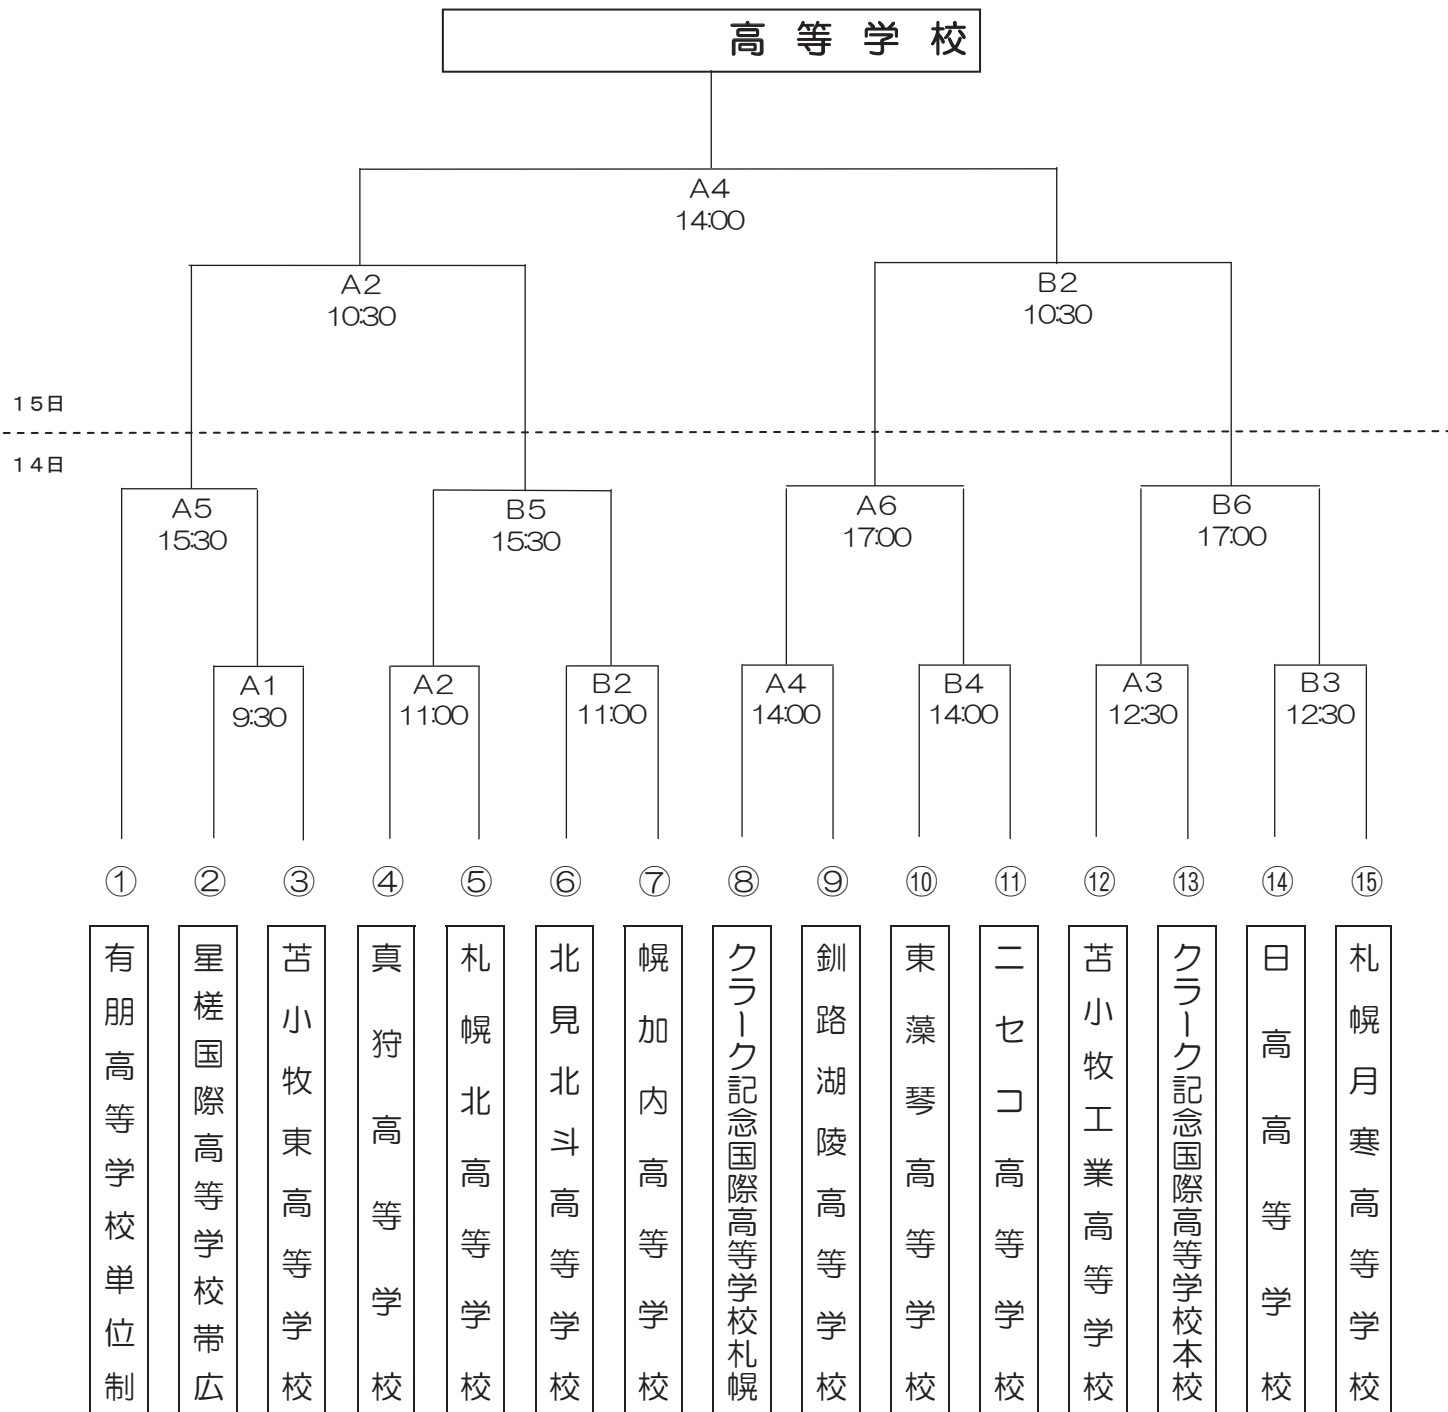 高等学校
A4
14:00
A2
10:30
B2
10:30
15日
14日
A5
15:30
B5
15:30
A6
17:00
B6
17:00
A1
9:30
A2
11:00
B2
11:00
A4
14:00
B4
14:00
A3
12:30
B3
12:30
① ② ③ ④ ⑤ ⑥ ⑦ ⑧ ⑨ ⑩ ⑪ ⑫ ⑬ ⑭ ⑮
有朋高等学校単位制
星槎国際高等学校帯広
苫小牧東高等学校
真狩高等学校
札幌北高等学校
北見北斗高等学校
幌加内高等学校
クラーク記念国際高等学校札幌
釧路湖陵高等学校
東藻琴高等学校
ニセコ高等学校
苫小牧工業高等学校
クラーク記念国際高等学校本校
日高高等学校
札幌月寒高等学校